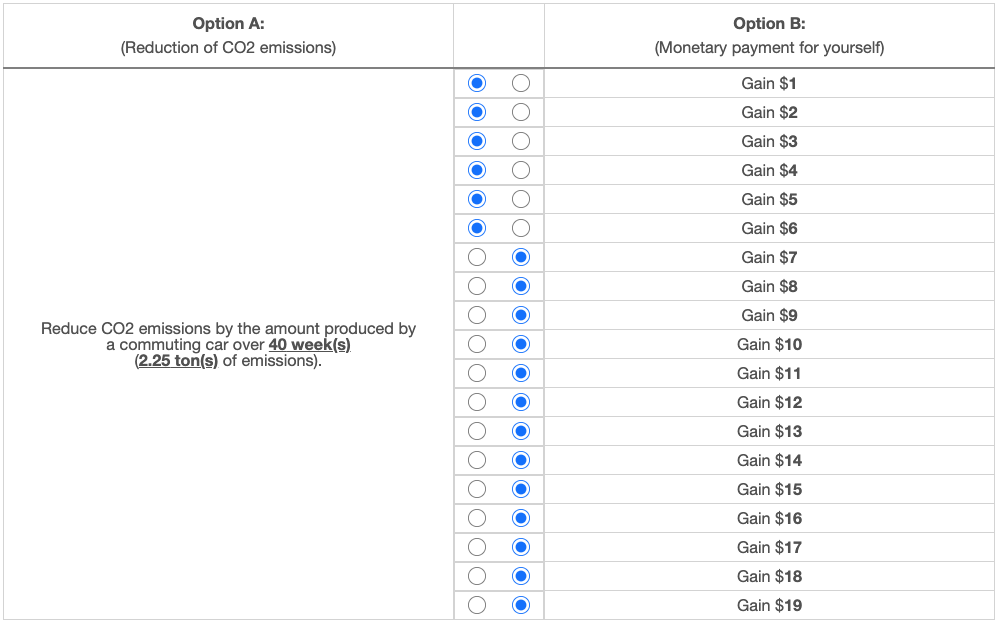 Option A:
(Reduction of CO2 emissions)
Option B:
(Monetary payment for yourself)
Reduce CO2 emissions by the amount produced by
a commuting car over 40 week(s)
(2.25 ton(s) of emissions).
Gain $1
Gain $2
Gain $3
Gain $4
Gain $5
Gain $6
Gain $7
Gain $8
Gain $9
Gain $10
Gain $11
Gain $12
Gain $13
Gain $14
Gain $15
Gain $16
Gain $17
Gain $18
Gain $19